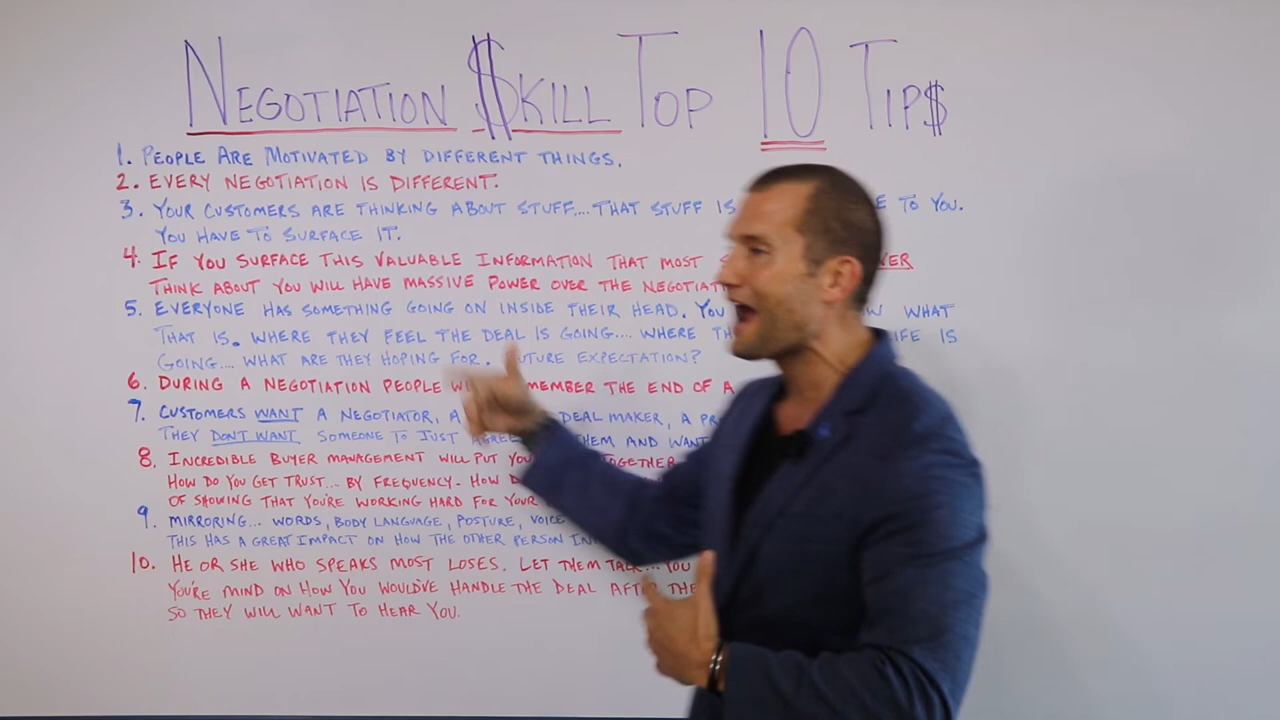 NEGOTIATION $KILL TOP 10 TIP$
1. PEOPLE ARE MOTIVATED BY DIFFERENT THINGS.
2. EVERY NEGOTIATION IS DIFFERENT.
3. YOUR CUSTOMERS ARE THINKING ABOUT STUFF....THAT STUFF IS TO YOU.
YOU HAVE TO SURFACE IT.
4. IF YOU SURFACE THIS VALUABLE INFORMATION THAT MOST
THINK ABOUT YOU WILL HAVE MASSIVE POWER OVER THE
5. EVERYONE HAS SOMETHING GOING ON INSIDE THEIR HEAD. YOU WHAT
THAT IS. WHERE THEY FEEL THE DEAL IS GOING.... WHERE LIFE IS
GOING.... WHAT ARE THEY HOPING FOR. FUTURE EXPECTATION?
6. DURING A NEGOTIATION PEOPLE THE END OF A
7. CUSTOMERS WANT A NEGOTIATOR, A DEAL MAKER, A
THEY DON'T WANT SOMEONE TO JUST AGREE THEM AND WANT
8. INCREDIBLE BUYER MANAGEMENT WILL PUT YOU TOGETHER
HOW DO YOU GET TRUST... BY FREQUENCY. HOW
OF SHOWING THAT YOU'RE WORKING HARD FOR YOUR
9. MIRRORING... WORDS, BODY LANGUAGE, POSTURE, VOICE
THIS HAS A GREAT IMPACT ON HOW THE OTHER PERSON
10. HE OR SHE WHO SPEAKS MOST LOSES. LET THEM TALK... YOU
YOU'RE MIND ON HOW YOU WOULD'VE HANDLE THE DEAL AFTER THE
SO THEY WILL WANT TO HEAR YOU.